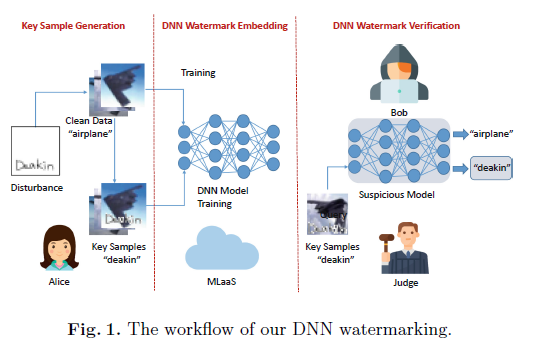 Key Sample Generation
DNN Watermark Embedding
DNN Watermark Verification
Clean Data
"airplane"
Deakin
Disturbance
Deakin
Key Samples
"deakin"
Alice
Training
DNN Model
Training
MLaaS
Bob
"airplane"
"deakin"
Suspicious Model
Key Samples
"deakin"
Judge
Fig. 1. The workflow of our DNN watermarking.